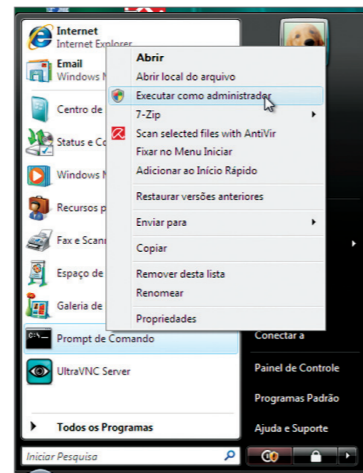 Internet
Internet Explorer
Email
Windows M
Centro de
Status e Co
Windows M
Recursos p
Fax e Scann
Espaço de
Galeria de
Prompt de Comando
UltraVNC Server
Todos os Programas
Iniciar Pesquisa
Abrir
Abrir local do arquivo
Executar como administrador
7-Zip
Scan selected files with AntiVir
Fixar no Menu Iniciar
Adicionar ao Início Rápido
Restaurar versões anteriores
Enviar para
Copiar
Remover desta lista
Renomear
Propriedades
Conectar a
Painel de Controle
Programas Padrão
Ajuda e Suporte